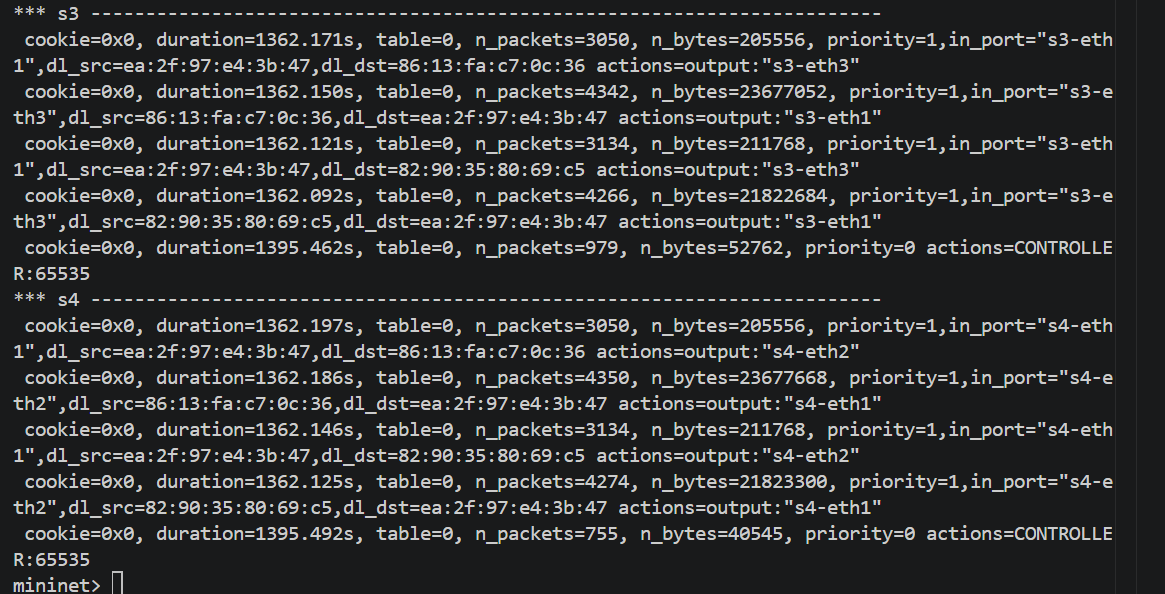 *** s3 ------------------------------------------------------------------------
 cookie=0x0, duration=1362.171s, table=0, n_packets=3050, n_bytes=205556, priority=1,in_port="s3-eth
1",dl_src=ea:2f:97:e4:3b:47,dl_dst=86:13:fa:c7:0c:36 actions=output:"s3-eth3"
 cookie=0x0, duration=1362.150s, table=0, n_packets=4342, n_bytes=23677052, priority=1,in_port="s3-e
th3",dl_src=86:13:fa:c7:0c:36,dl_dst=ea:2f:97:e4:3b:47 actions=output:"s3-eth1"
 cookie=0x0, duration=1362.121s, table=0, n_packets=3134, n_bytes=211768, priority=1,in_port="s3-eth
1",dl_src=ea:2f:97:e4:3b:47,dl_dst=82:90:35:80:69:c5 actions=output:"s3-eth3"
 cookie=0x0, duration=1362.092s, table=0, n_packets=4266, n_bytes=21822684, priority=1,in_port="s3-e
th3",dl_src=82:90:35:80:69:c5,dl_dst=ea:2f:97:e4:3b:47 actions=output:"s3-eth1"
 cookie=0x0, duration=1395.462s, table=0, n_packets=979, n_bytes=52762, priority=0 actions=CONTROLLE
R:65535
*** s4 ------------------------------------------------------------------------
 cookie=0x0, duration=1362.197s, table=0, n_packets=3050, n_bytes=205556, priority=1,in_port="s4-eth
1",dl_src=ea:2f:97:e4:3b:47,dl_dst=86:13:fa:c7:0c:36 actions=output:"s4-eth2"
 cookie=0x0, duration=1362.186s, table=0, n_packets=4350, n_bytes=23677668, priority=1,in_port="s4-e
th2",dl_src=86:13:fa:c7:0c:36,dl_dst=ea:2f:97:e4:3b:47 actions=output:"s4-eth1"
 cookie=0x0, duration=1362.146s, table=0, n_packets=3134, n_bytes=211768, priority=1,in_port="s4-eth
1",dl_src=ea:2f:97:e4:3b:47,dl_dst=82:90:35:80:69:c5 actions=output:"s4-eth2"
 cookie=0x0, duration=1362.125s, table=0, n_packets=4274, n_bytes=21823300, priority=1,in_port="s4-e
th2",dl_src=82:90:35:80:69:c5,dl_dst=ea:2f:97:e4:3b:47 actions=output:"s4-eth1"
 cookie=0x0, duration=1395.492s, table=0, n_packets=755, n_bytes=40545, priority=0 actions=CONTROLLE
R:65535
mininet>